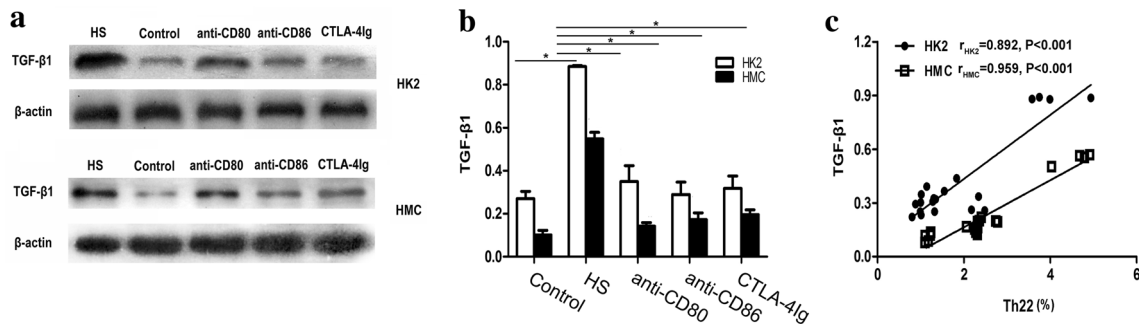 a
HS Control anti-CD80 anti-CD86 CTLA-4Ig
TGF-β1
HK2
β-actin
HS Control anti-CD80 anti-CD86 CTLA-4Ig
TGF-β1
HMC
β-actin
b
*
*
*
*
*
1.0
0.8
0.6
0.4
0.2
0.0
TGF-β1
HK2
HMC
Control
HS
anti-CD80
anti-CD86
CTLA-4Ig
c
HK2 rHK2=0.892, P<0.001
HMC rHMC=0.959, P<0.001
1.2
0.9
0.6
0.3
0.0
TGF-β1
0 2 4 6
Th22 (%)